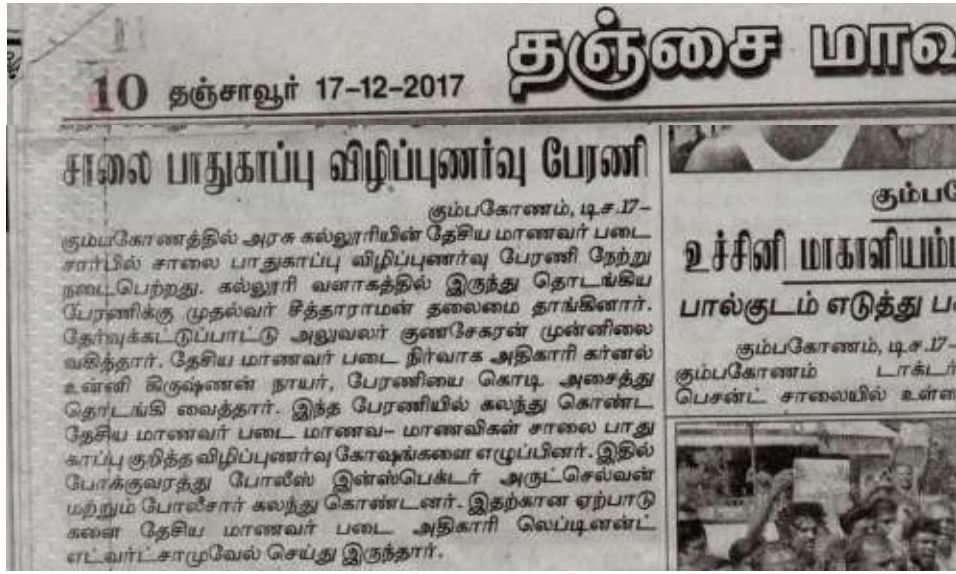 தஞ்சை மாவ
10 தஞ்சாவூர் 17-12-2017
சாலை பாதுகாப்பு விழிப்புணர்வு பேரணி
கும்பகோணம், டிச.17-
கும்பகோணத்தில் அரசு கல்லூரியின் தேசிய மாணவர் படை
சார்பில் சாலை பாதுகாப்பு விழிப்புணர்வு பேரணி நேற்று
நடைபெற்றது. கல்லூரி வளாகத்தில் இருந்து தொடங்கிய
பேரணிக்கு முதல்வர் சீத்தாராமன் தலைமை தாங்கினார்.
தேர்வுக்கட்டுப்பாட்டு அலுவலர் குணசேகரன் முன்னிலை
வகித்தார். தேசிய மாணவர் படை நிர்வாக அதிகாரி கர்னல்
உன்னி கிருஷ்ணன் நாயர், பேரணியை கொடி அசைத்து
தொடங்கி வைத்தார். இந்த பேரணியில் கலந்து கொண்ட
தேசிய மாணவர் படை மாணவ- மாணவிகள் சாலை பாது
காப்பு குறித்த விழிப்புணர்வு கோஷங்களை எழுப்பினர். இதில்
போக்குவரத்து போலீஸ் இன்ஸ்பெக்டர் அருட்செல்வன்
மற்றும் போலீசார் கலந்து கொண்டனர். இதற்கான ஏற்பாடு
களை தேசிய மாணவர் படை அதிகாரி லெப்டினன்ட்
எட்வர்ட்சாமுவேல் செய்து இருந்தார்.
கும்பகே
உச்சினி மாகாளியம்ம
பால்குடம் எடுத்து ப
கும்பகோணம், டிச.17-
கும்பகோணம் டாக்டர்
பெசன்ட் சாலையில் உள்ள